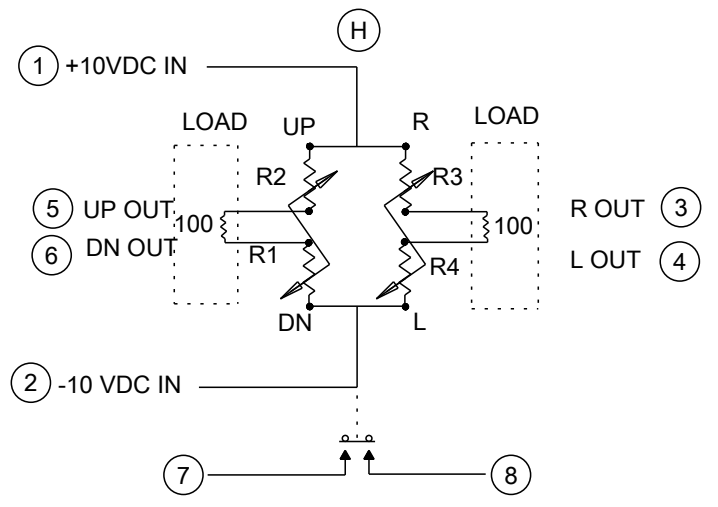 H
1 +10VDC IN
LOAD UP R LOAD
R2 R3
5 UP OUT 100 100 R OUT 3
6 DN OUT R1 R4 L OUT 4
DN L
2 -10 VDC IN
7 8